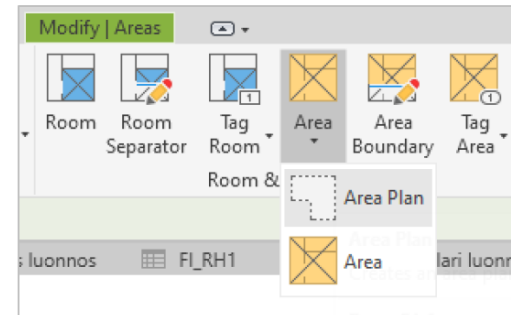 Modify | Areas
Room
Room
Separator
Tag
Room
Area
Area
Boundary
Tag
Area
Room &
Area Plan
Area
s luonnos
FI_RH1
lari luonn